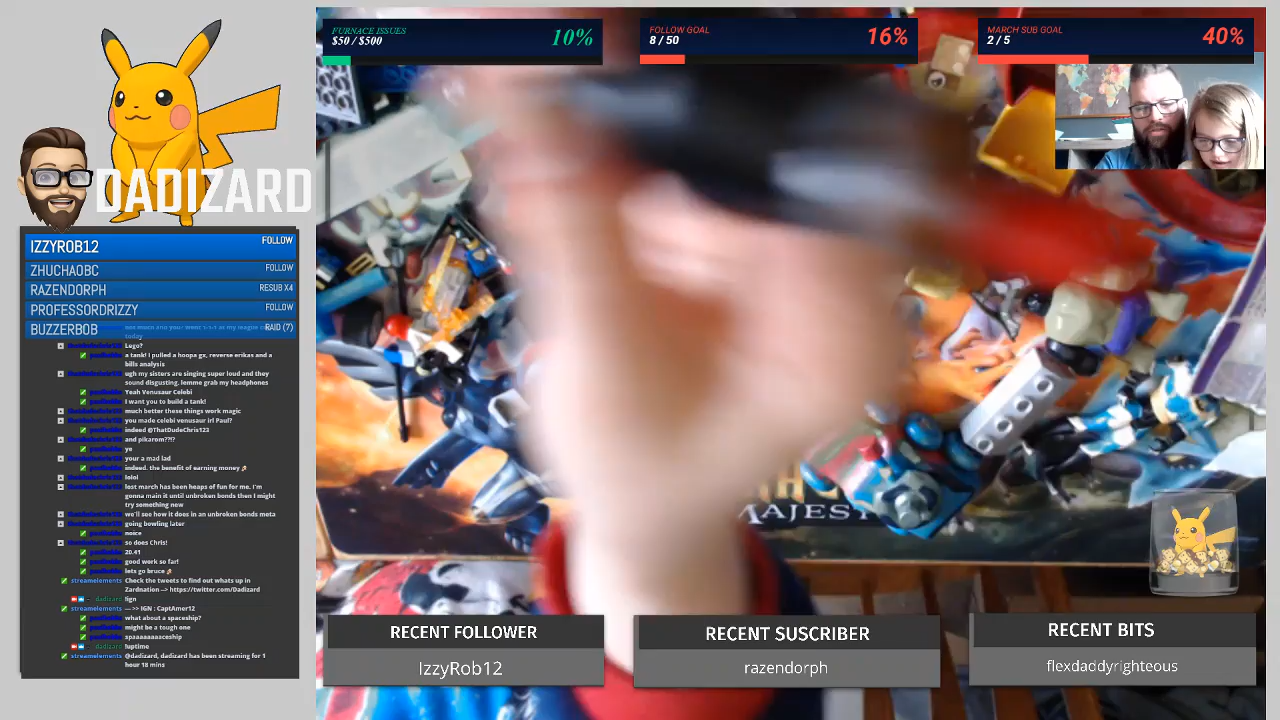 FURNACE ISSUES
$50 / $500
10%
FOLLOW GOAL
8 / 50
16%
MARCH SUB GOAL
2 / 5
40%
DADIZARD
IZZYROB12 FOLLOW
ZHUCHAOBC FOLLOW
RAZENDORPH RESUB X4
PROFESSORDRIZZY FOLLOW
BUZZERBOB RAID (7)
today
Lego?
a tank! I pulled a hoopa gx, reverse erikas and a
bills analysis
ugh my sisters are singing super loud and they
sound disgusting. lemme grab my headphones
Yeah Venusaur Celebi
I want you to build a tank!
much better these things work magic
you made celebi venusaur irl Paul?
indeed @ThatDudeChris123
and pikarom??!?
ye
your a mad lad
indeed. the benefit of earning money
lolol
lost march has been heaps of fun for me. I'm
gonna main it until unbroken bonds then I might
try something new
we'll see how it does in an unbroken bonds meta
going bowling later
noice
so does Chris!
20.41
good work so far!
lets go bruce
streamelements Check the tweets to find out whats up in
Zardnation --> https://twitter.com/Dadizard
dadizard !ign
streamelements --->> IGN : CaptAmer12
what about a spaceship?
might be a tough one
spaaaaaaaceship
dadizard !uptime
streamelements @dadizard, dadizard has been streaming for 1
hour 18 mins
MAJESTY
RECENT FOLLOWER
IzzyRob12
RECENT SUSCRIBER
razendorph
RECENT BITS
flexdaddyrighteous